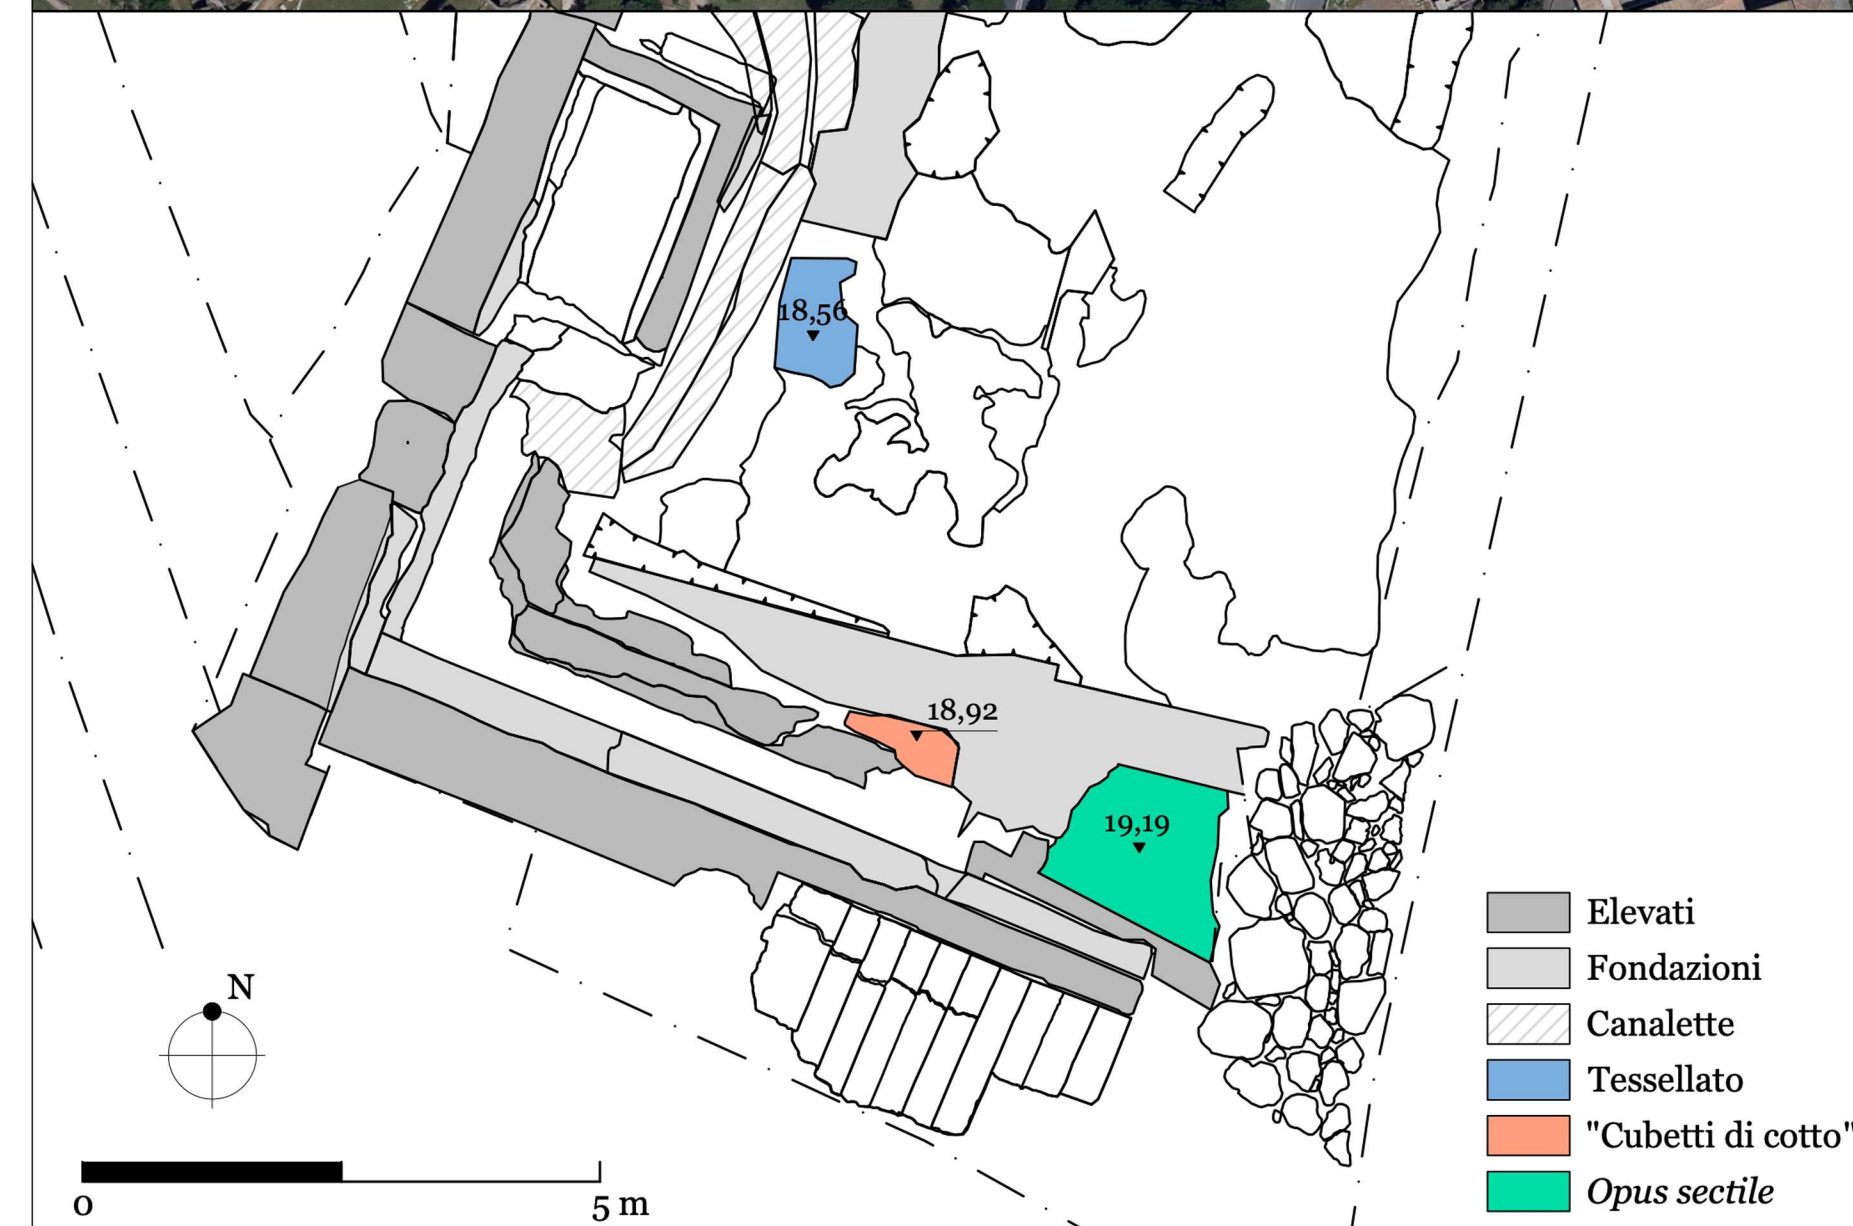 18,56
18,92
19,19
N
Elevati
Fondazioni
Canalette
Tessellato
"Cubetti di cotto"
Opus sectile
0 5 m